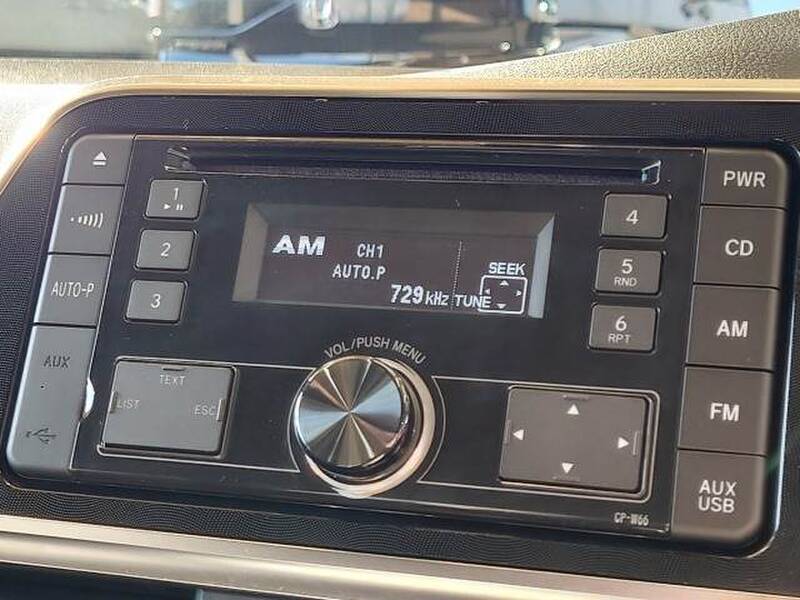 PWR
1
AUTO-P
2
3
AM
CH1
AUTO.P
SEEK
729kHz TUNE
4
5
RND
6
RPT
CD
AM
AUX
TEXT
LIST
ESC
VOL/PUSH MENU
FM
AUX
USB
CP-W66